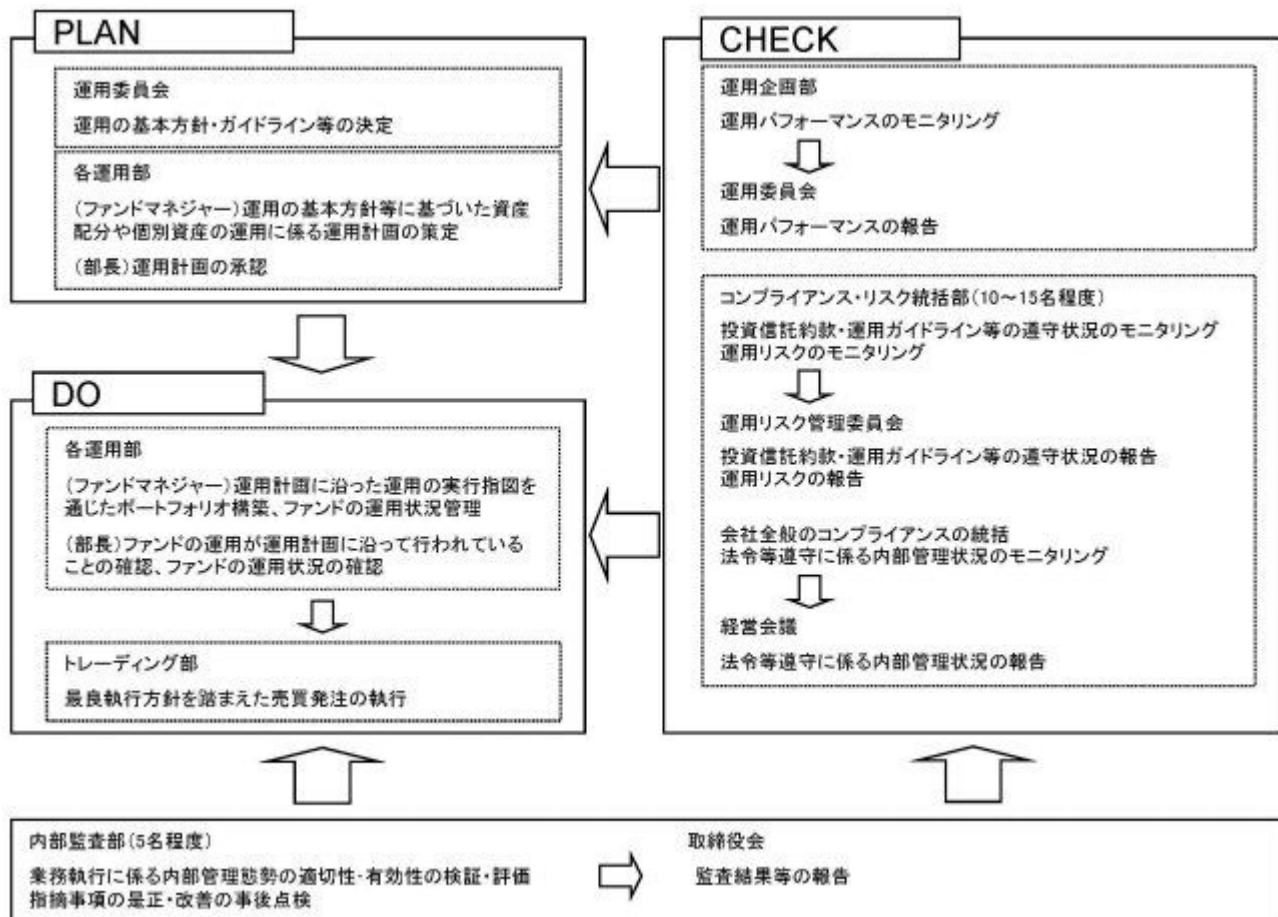 PLAN
運用委員会
運用の基本方針・ガイドライン等の決定
各運用部
(ファンドマネジャー)運用の基本方針等に基づいた資産
配分や個別資産の運用に係る運用計画の策定
(部長)運用計画の承認
DO
各運用部
(ファンドマネジャー)運用計画に沿った運用の実行指図を
通じたポートフォリオ構築、ファンドの運用状況管理
(部長)ファンドの運用が運用計画に沿って行われている
ことの確認、ファンドの運用状況の確認
トレーディング部
最良執行方針を踏まえた売買発注の執行
CHECK
運用企画部
運用パフォーマンスのモニタリング
運用委員会
運用パフォーマンスの報告
コンプライアンス・リスク統括部(10～15名程度)
投資信託約款・運用ガイドライン等の遵守状況のモニタリング
運用リスクのモニタリング
運用リスク管理委員会
投資信託約款・運用ガイドライン等の遵守状況の報告
運用リスクの報告
会社全般のコンプライアンスの統括
法令等遵守に係る内部管理状況のモニタリング
経営会議
法令等遵守に係る内部管理状況の報告
内部監査部(5名程度)
業務執行に係る内部管理態勢の適切性・有効性の検証・評価
指摘事項の是正・改善の事後点検
取締役会
監査結果等の報告